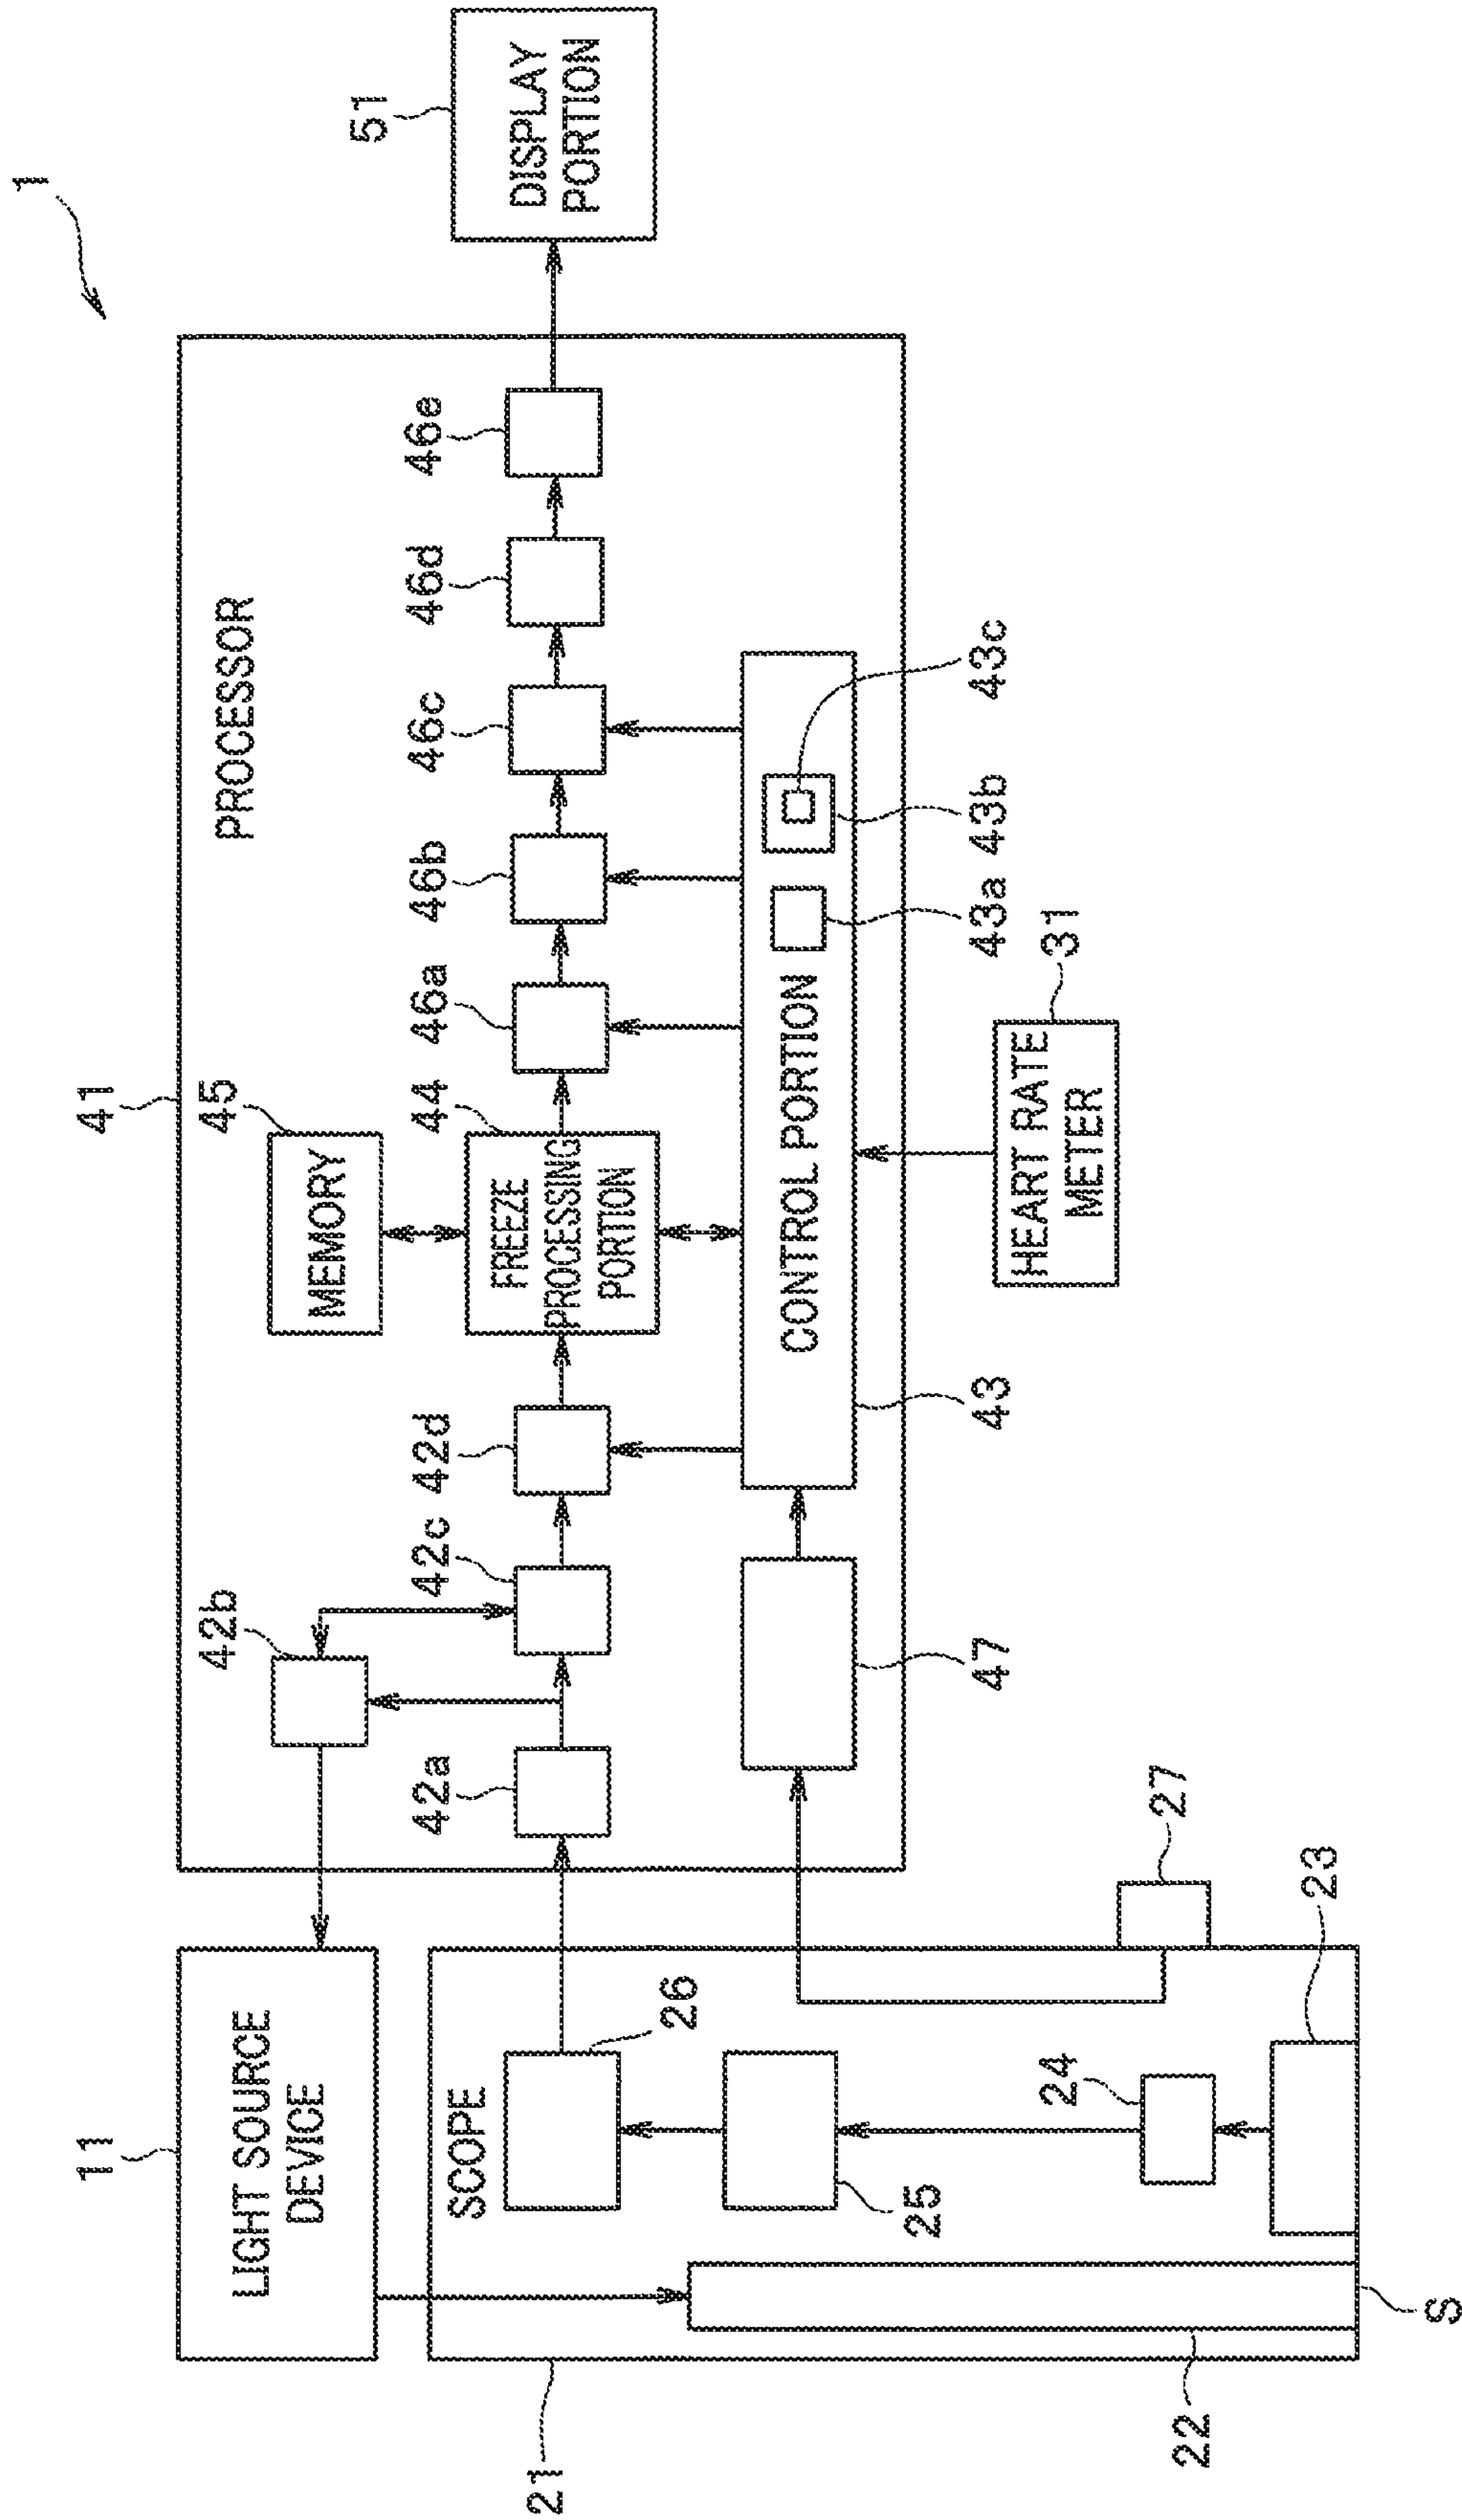 1
11
LIGHT SOURCE
DEVICE
41
PROCESSOR
42b
45
MEMORY
42a
42c
42d
44
FREEZE
PROCESSING
PORTION
46a
46b
46c
46d
46e
51
DISPLAY
PORTION
21
SCOPE
26
25
24
23
27
22
S
47
43
CONTROL PORTION
43a
43b
43c
31
HEART RATE
METER